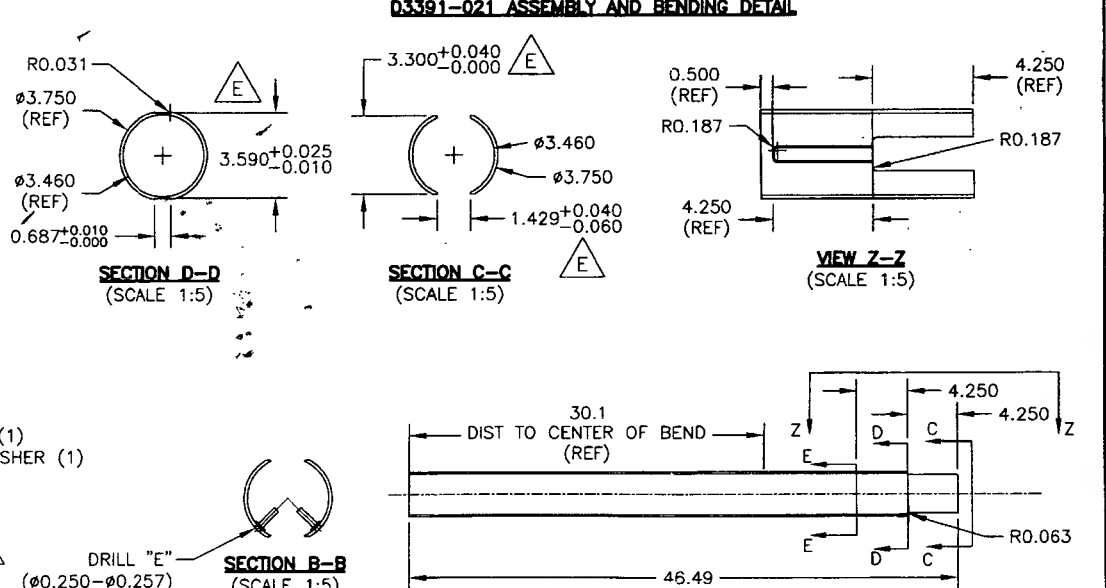 D3391-021 ASSEMBLY AND BENDING DETAIL
R0.031
E
ø3.750
(REF)
3.590 +0.025
-0.010
ø3.460
(REF)
0.687 +0.010
-0.000
SECTION D-D
(SCALE 1:5)
3.300 +0.040
-0.000
E
ø3.460
ø3.750
1.429 +0.040
-0.060
E
SECTION C-C
(SCALE 1:5)
0.500
(REF)
4.250
(REF)
R0.187
R0.187
4.250
(REF)
VIEW Z-Z
(SCALE 1:5)
(1)
SHER (1)
DRILL "E"
(ø0.250-ø0.257)
SECTION B-B
(SCALE 1:5)
30.1
DIST TO CENTER OF BEND
(REF)
4.250
4.250
Z
Z
E
D
C
E
D
C
R0.063
46.49